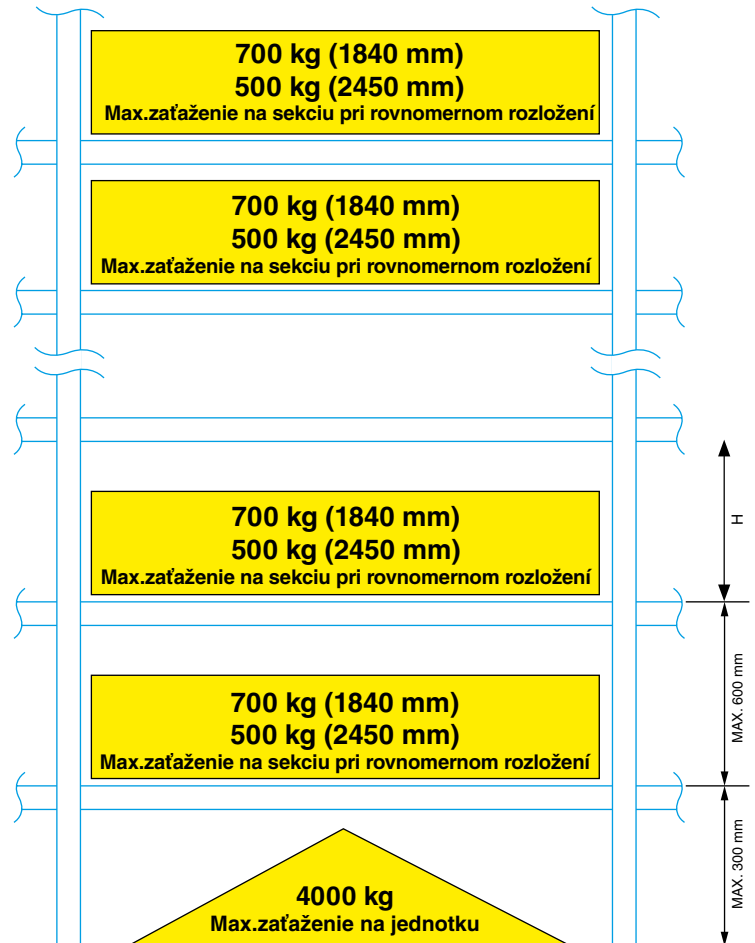 700 kg (1840 mm)
500 kg (2450 mm)
Max.zaťaženie na sekciu pri rovnomernom rozložení
700 kg (1840 mm)
500 kg (2450 mm)
Max.zaťaženie na sekciu pri rovnomernom rozložení
700 kg (1840 mm)
500 kg (2450 mm)
Max.zaťaženie na sekciu pri rovnomernom rozložení
H
700 kg (1840 mm)
500 kg (2450 mm)
Max.zaťaženie na sekciu pri rovnomernom rozložení
MAX. 600 mm
4000 kg
Max.zaťaženie na jednotku
MAX. 300 mm